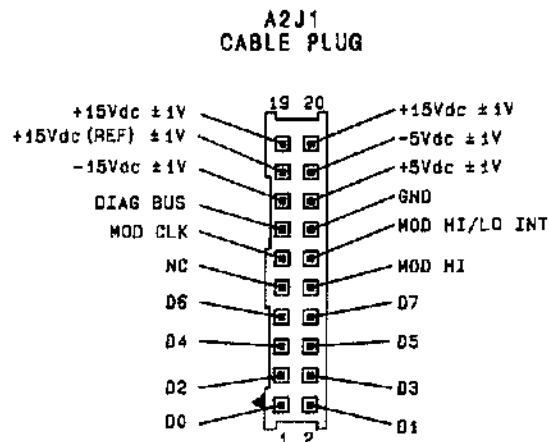 A2J1
CABLE PLUG
19 20
+15Vdc ±1V
+15Vdc ±1V
+15Vdc (REF) ±1V
-5Vdc ±1V
-15Vdc ±1V
+5Vdc ±1V
DIAG BUS
GND
MOD CLK
MOD HI/LO INT
NC
MOD HI
D6
D7
D4
D5
D2
D3
D0
D1
1 2